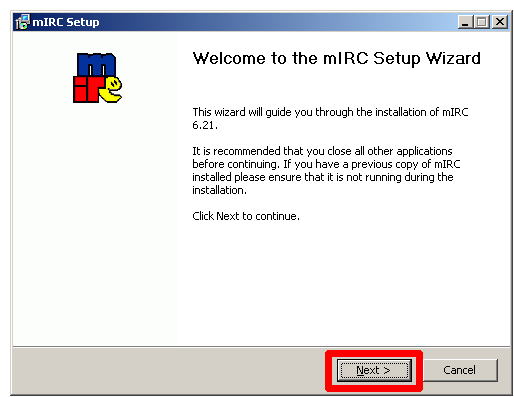 mIRC Setup
Welcome to the mIRC Setup Wizard
This wizard will guide you through the installation of mIRC
6.21.
It is recommended that you close all other applications
before continuing. If you have a previous copy of mIRC
installed please ensure that it is not running during the
installation.
Click Next to continue.
Next >
Cancel